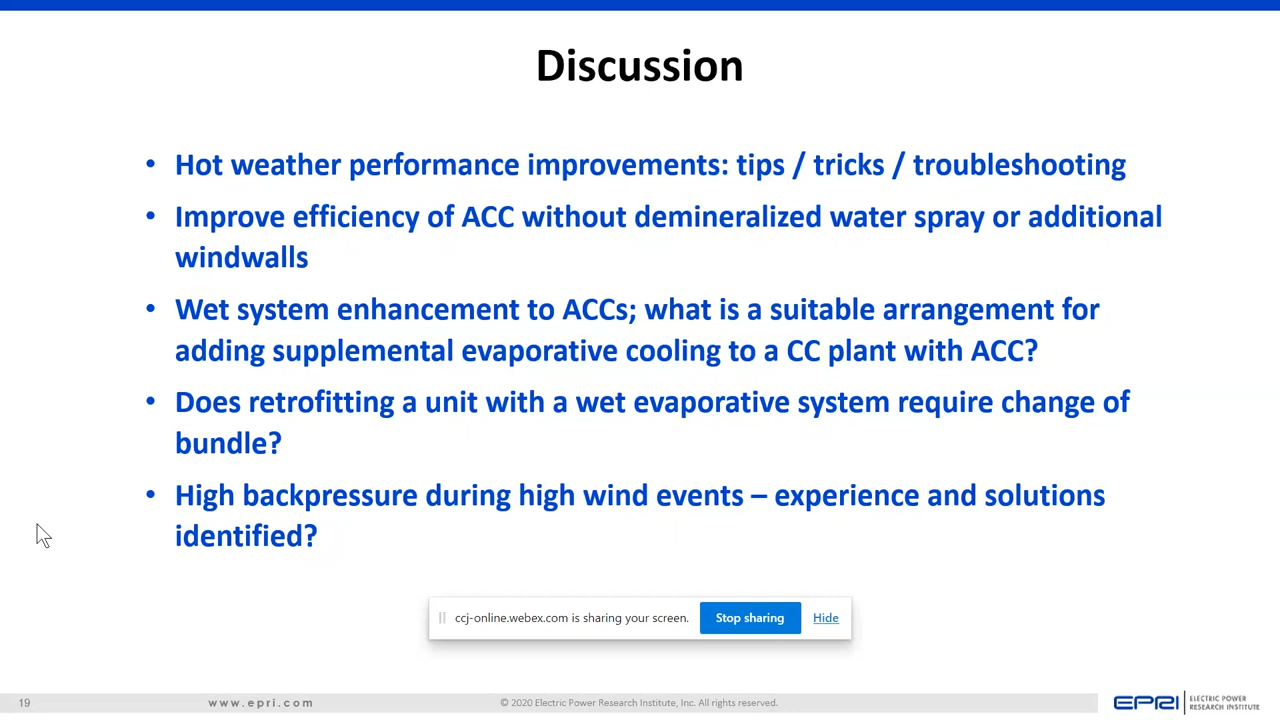 Discussion
• Hot weather performance improvements: tips / tricks / troubleshooting
• Improve efficiency of ACC without demineralized water spray or additional
windwalls
• Wet system enhancement to ACCs; what is a suitable arrangement for
adding supplemental evaporative cooling to a CC plant with ACC?
• Does retrofitting a unit with a wet evaporative system require change of
bundle?
• High backpressure during high wind events – experience and solutions
identified?
ccj-online.webex.com is sharing your screen. Stop sharing Hide
19 www.epri.com © 2020 Electric Power Research Institute, Inc. All rights reserved. EPRI ELECTRIC POWER
RESEARCH INSTITUTE